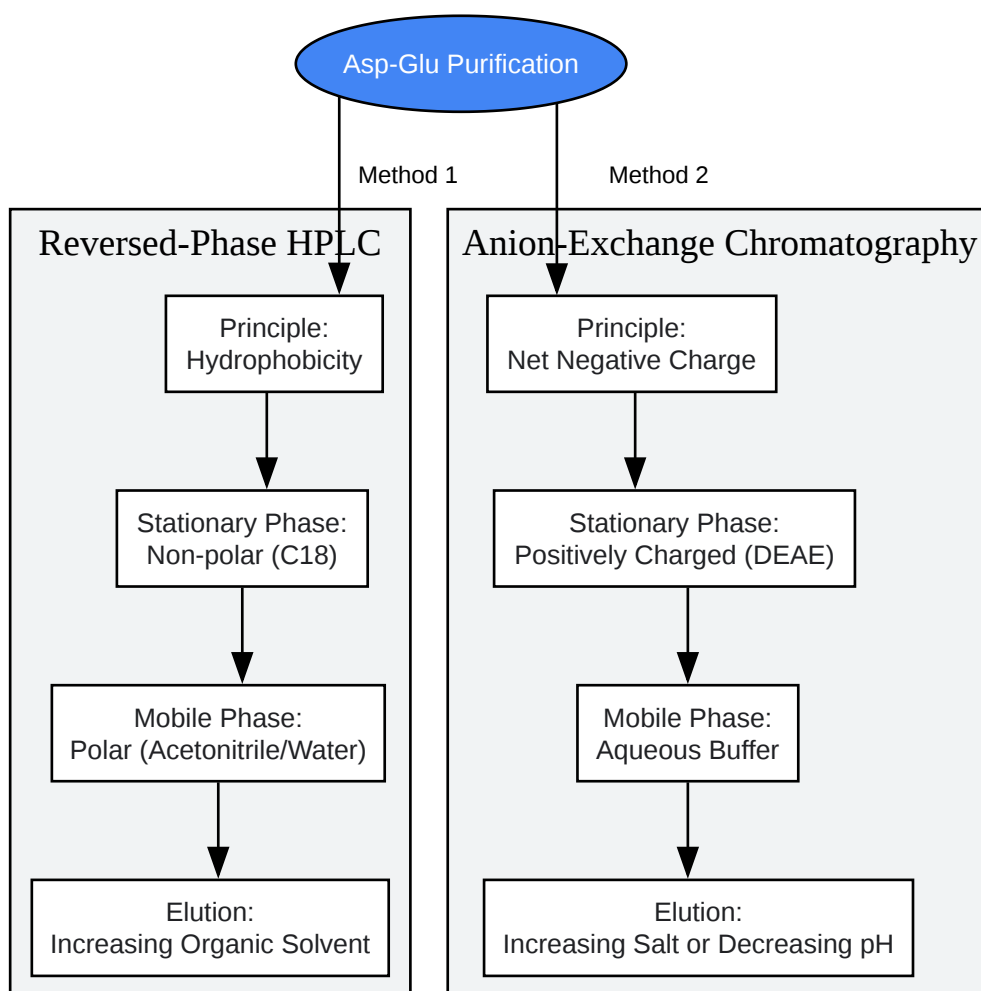 Asp-Glu Purification
Method 1
Method 2
Reversed-Phase HPLC
Principle:
Hydrophobicity
Stationary Phase:
Non-polar (C18)
Mobile Phase:
Polar (Acetonitrile/Water)
Elution:
Increasing Organic Solvent
Anion-Exchange Chromatography
Principle:
Net Negative Charge
Stationary Phase:
Positively Charged (DEAE)
Mobile Phase:
Aqueous Buffer
Elution:
Increasing Salt or Decreasing pH